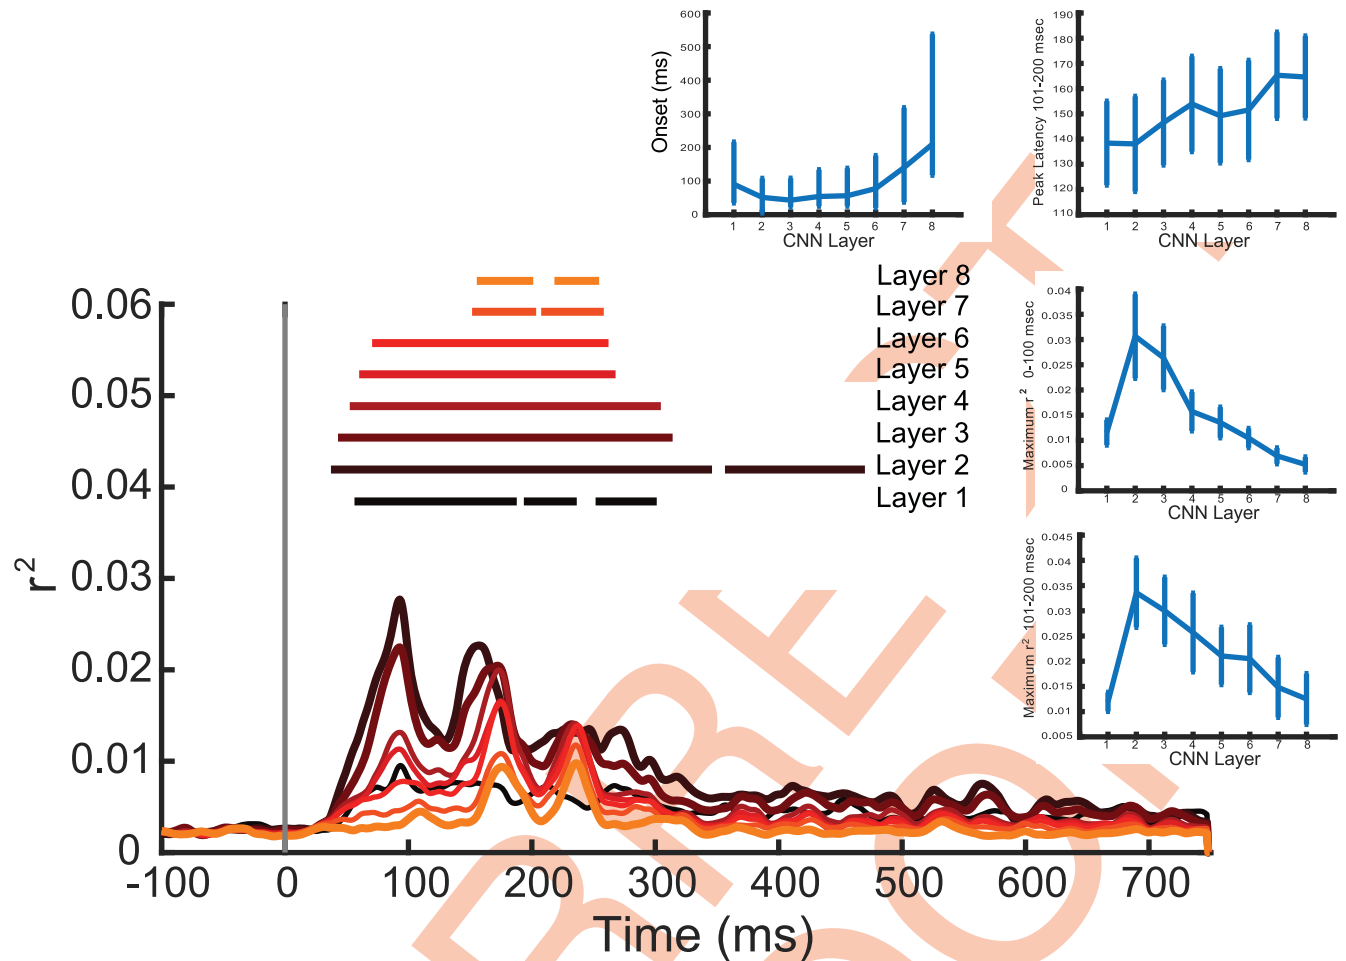 600
500
400
300
200
100
0
Onset (ms)
1 2 3 4 5 6 7 8
CNN Layer
190
180
170
160
150
140
130
120
110
Peak Latency 101-200 msec
1 2 3 4 5 6 7 8
CNN Layer
Layer 8
Layer 7
Layer 6
Layer 5
Layer 4
Layer 3
Layer 2
Layer 1
0.06
0.05
0.04
0.03
0.02
0.01
0
r²
-100 0 100 200 300 400 500 600 700
Time (ms)
0.04
0.035
0.03
0.025
0.02
0.015
0.01
0.005
0
Maximum r² 0-100 msec
1 2 3 4 5 6 7 8
CNN Layer
0.045
0.04
0.035
0.03
0.025
0.02
0.015
0.01
0.005
Maximum r² 101-200 msec
1 2 3 4 5 6 7 8
CNN Layer